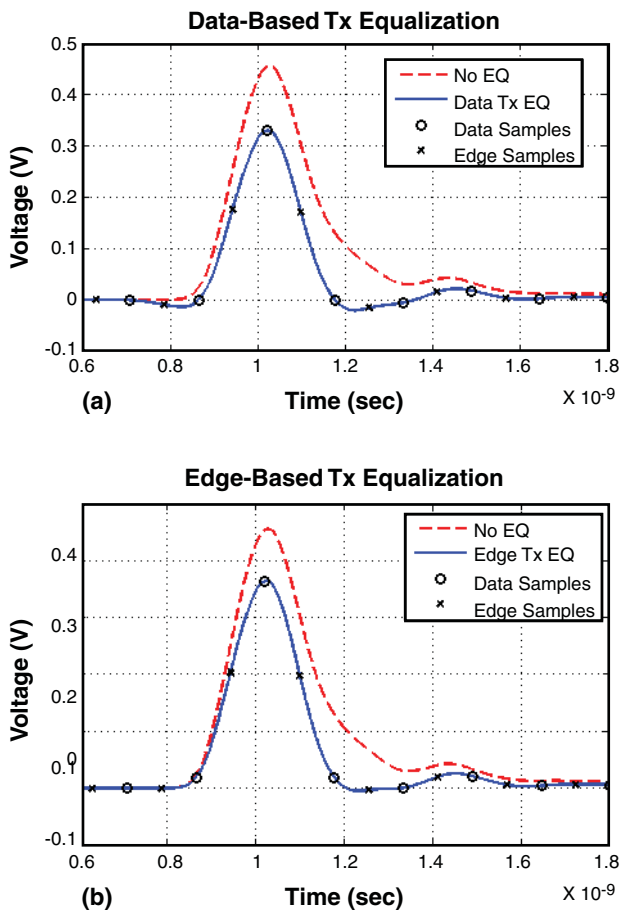 Data-Based Tx Equalization
0.5
0.4
0.3
0.2
0.1
0
-0.1
Voltage (V)
No EQ
Data Tx EQ
Data Samples
Edge Samples
0.6 0.8 1 1.2 1.4 1.6 1.8
(a) Time (sec) X 10-9
Edge-Based Tx Equalization
0.4
0.3
0.2
0
0.1
-0.1
Voltage (V)
No EQ
Edge Tx EQ
Data Samples
Edge Samples
0.6 0.8 1 1.2 1.4 1.6 1.8
(b) Time (sec) X 10-9